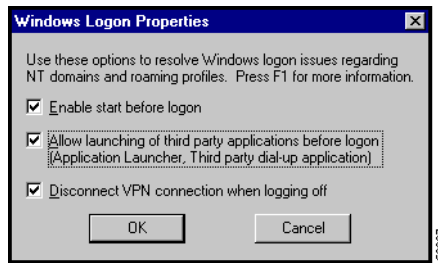 Windows Logon Properties
Use these options to resolve Windows logon issues regarding
NT domains and roaming profiles. Press F1 for more information.
Enable start before logon
Allow launching of third party applications before logon
(Application Launcher, Third party dial-up application)
Disconnect VPN connection when logging off
OK
Cancel